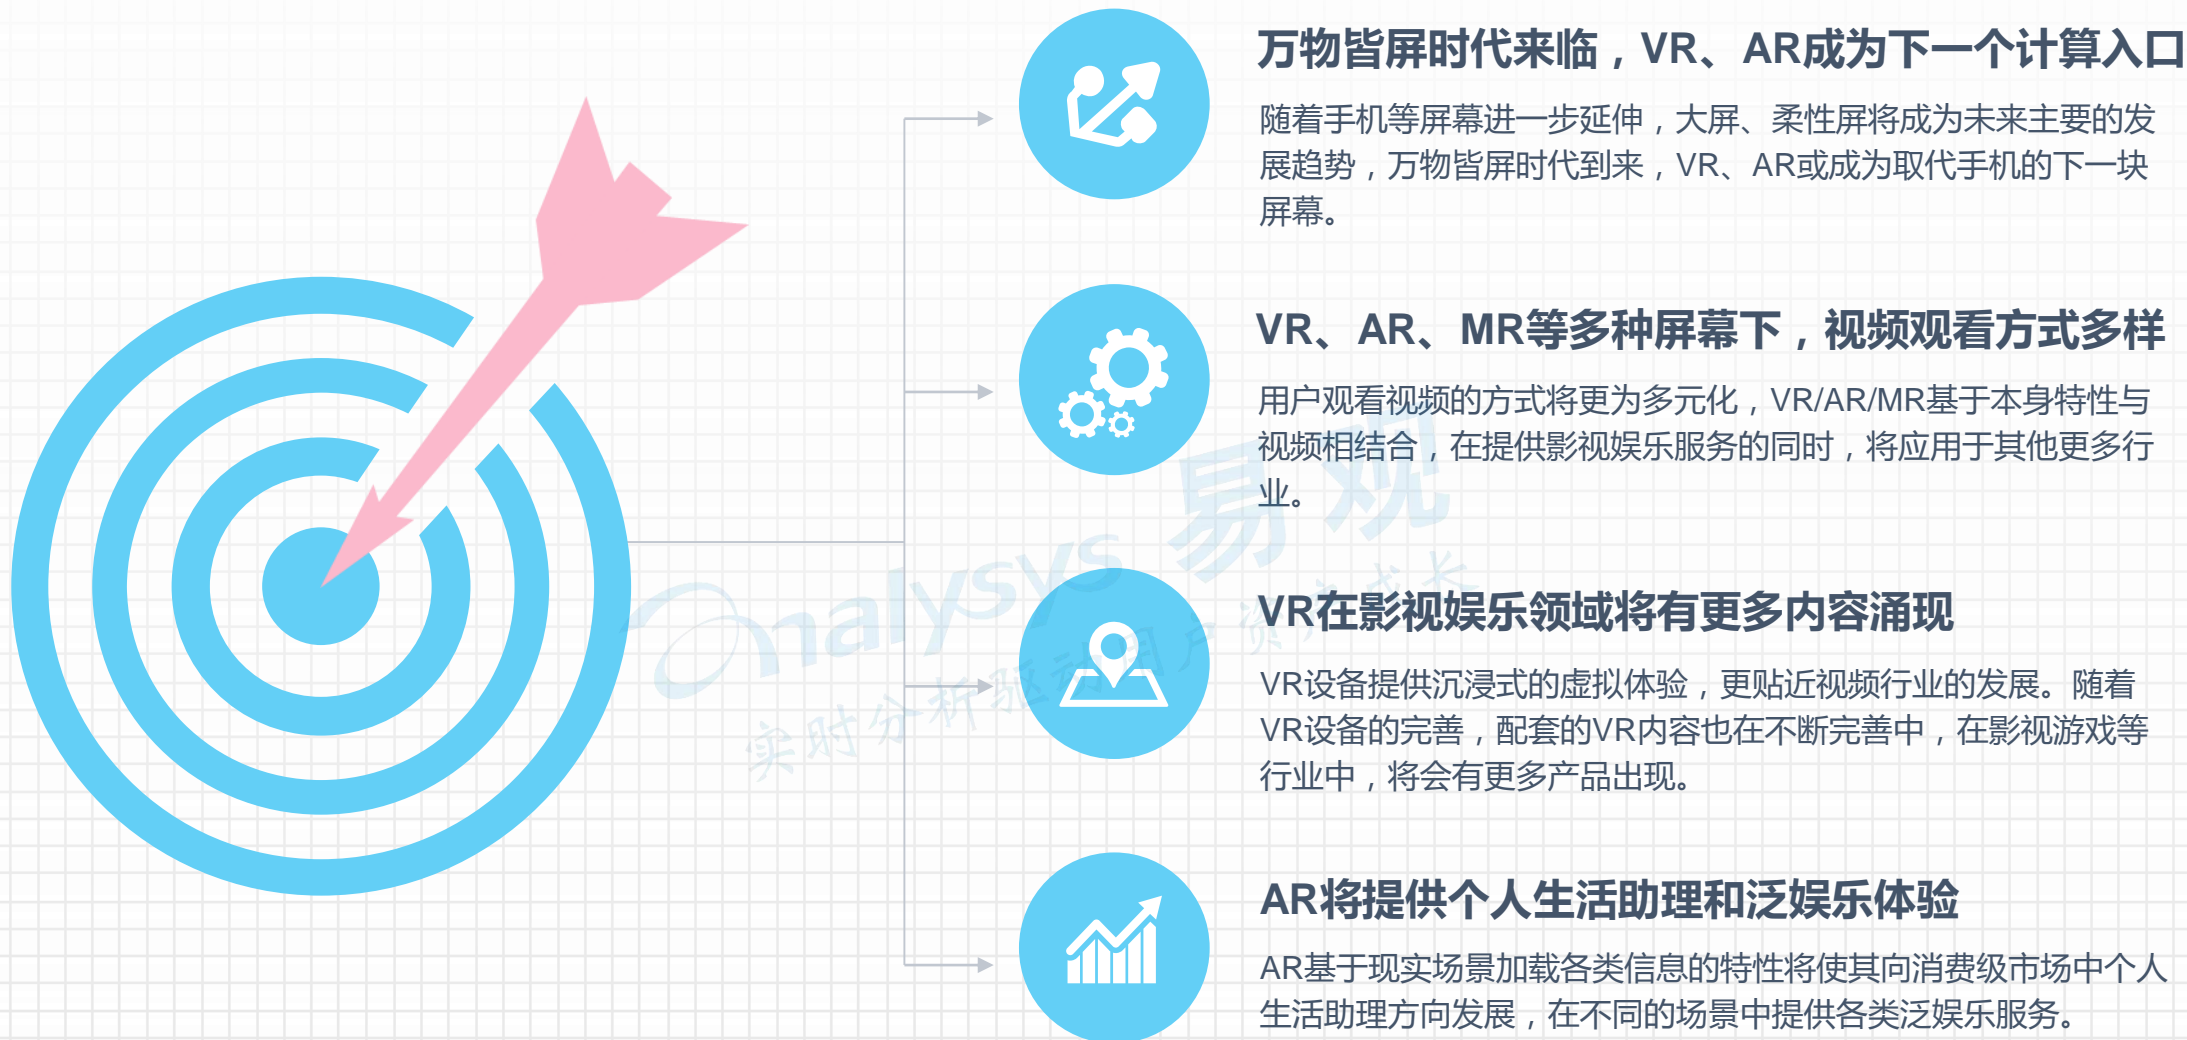 万物皆屏时代来临，VR、AR成为下一个计算入口
随着手机等屏幕进一步延伸，大屏、柔性屏将成为未来主要的发
展趋势，万物皆屏时代到来，VR、AR或成为取代手机的下一块
屏幕。
VR、AR、MR等多种屏幕下，视频观看方式多样
用户观看视频的方式将更为多元化，VR/AR/MR基于本身特性与
视频相结合，在提供影视娱乐服务的同时，将应用于其他更多行
业。
analysys 易观
实时分析驱动用户资产成长
VR在影视娱乐领域将有更多内容涌现
VR设备提供沉浸式的虚拟体验，更贴近视频行业的发展。随着
VR设备的完善，配套的VR内容也在不断完善中，在影视游戏等
行业中，将会有更多产品出现。
AR将提供个人生活助理和泛娱乐体验
AR基于现实场景加载各类信息的特性将使其向消费级市场中个人
生活助理方向发展，在不同的场景中提供各类泛娱乐服务。